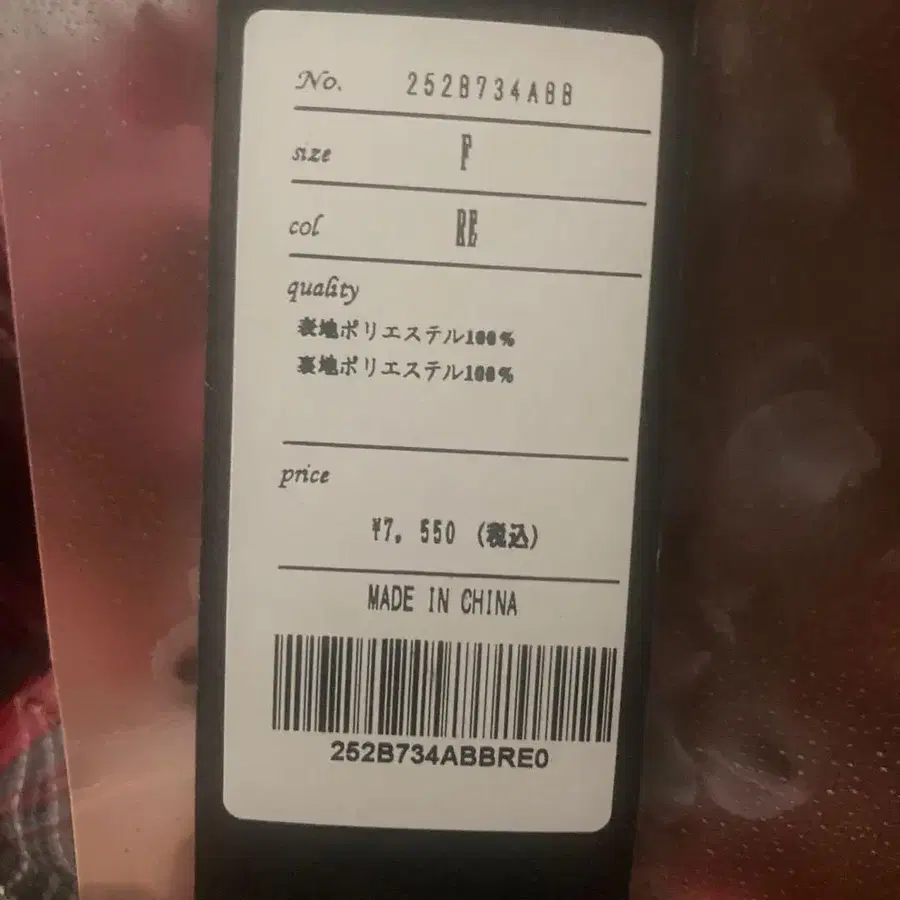 No. 252B734ABB
size F
col RE
quality
表地ポリエステル100%
裏地ポリエステル100%
price
¥7,550 (税込)
MADE IN CHINA
252B734ABBRE0